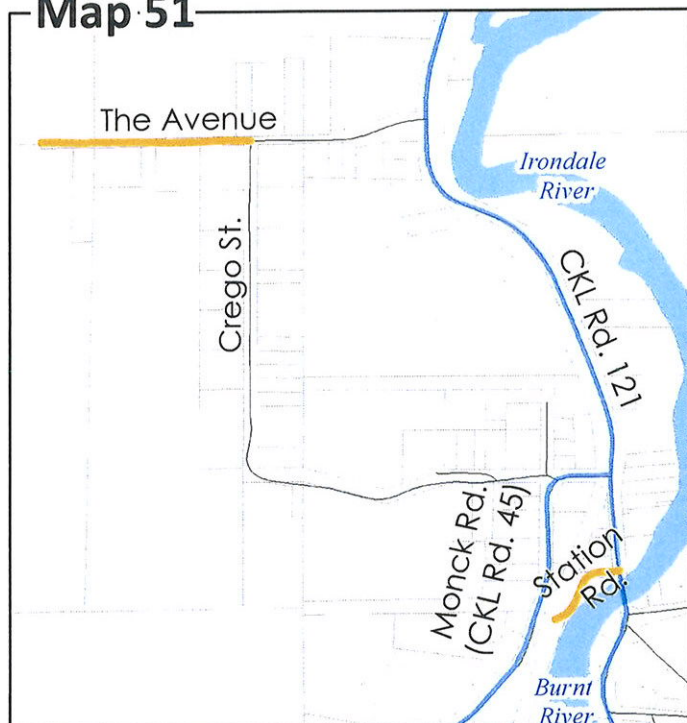 Map 51
The Avenue
Irondale
River
Crego St.
CKL Rd. 121
Monck Rd.
(CKL Rd. 45)
Station
Rd.
Burnt
River